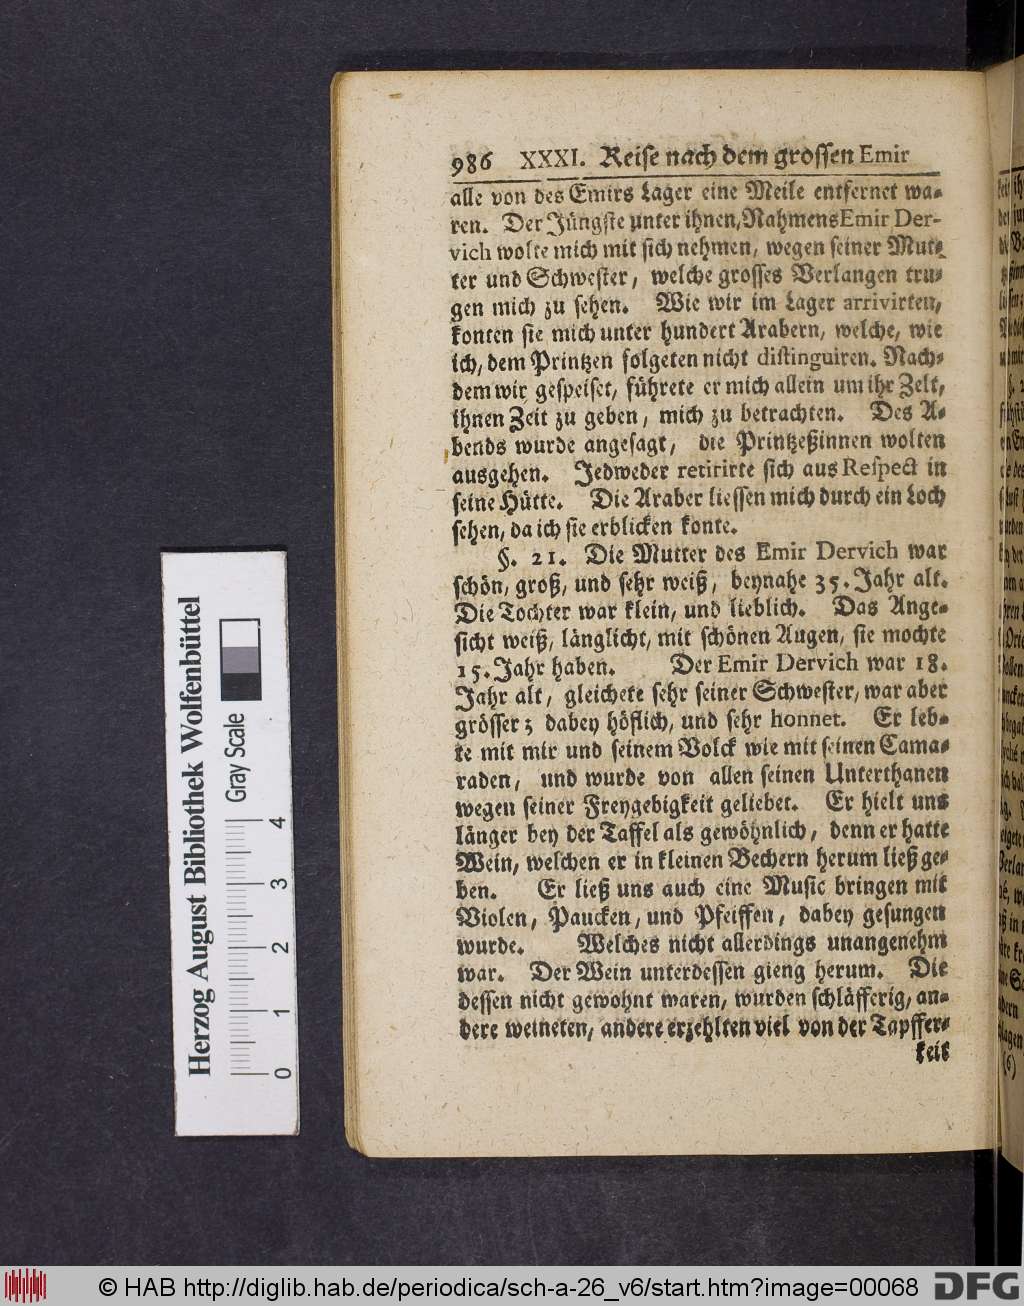 986 XXXI. Reise nach dem grossen Emir
alle von des Emirs Lager eine Meile entfernet wa-
ren. Der Jüngste unter ihnen, Nahmens Emir Der-
vich wolte mich mit sich nehmen, wegen seiner Mut-
ter und Schwester, welche grosses Verlangen tru-
gen mich zu sehen. Wie wir im Lager arrivirten,
konten sie mich unter hundert Arabern, welche, wie
ich, dem Printzen folgeten nicht distinguiren. Nach-
dem wir gespeiset, führete er mich allein um ihr Zelt,
ihnen Zeit zu geben, mich zu betrachten. Des A-
bends wurde angesagt, die Printzeßinnen wolten
ausgehen. Jedweder retirirte sich aus Respect in
seine Hütte. Die Araber liessen mich durch ein Loch
sehen, da ich sie erblicken konte.
§. 21. Die Mutter des Emir Dervich war
schön, groß, und sehr weiß, beynahe 35. Jahr alt.
Die Tochter war klein, und lieblich. Das Ange-
sicht weiß, länglicht, mit schönen Augen, sie mochte
15. Jahr haben. Der Emir Dervich war 18.
Jahr alt, gleichete sehr seiner Schwester, war aber
grösser; dabey höflich, und sehr honnet. Er leb-
te mit mir und seinem Volck wie mit seinen Cama-
raden, und wurde von allen seinen Unterthanen
wegen seiner Freygebigkeit geliebet. Er hielt uns
länger bey der Taffel als gewöhnlich, denn er hatte
Wein, welchen er in kleinen Bechern herum ließ ge-
ben. Er ließ uns auch eine Music bringen mit
Violen, Paucken, und Pfeiffen, dabey gesungen
wurde. Welches nicht allerdings unangenehm
war. Der Wein unterdessen gieng herum. Die
dessen nicht gewohnt waren, wurden schläfferig, an-
dere weineten, andere erzehlten viel von der Tapffer-
keit
Herzog August Bibliothek Wolfenbüttel
Gray Scale
0 1 2 3 4
© HAB http://diglib.hab.de/periodica/sch-a-26_v6/start.htm?image=00068
DFG